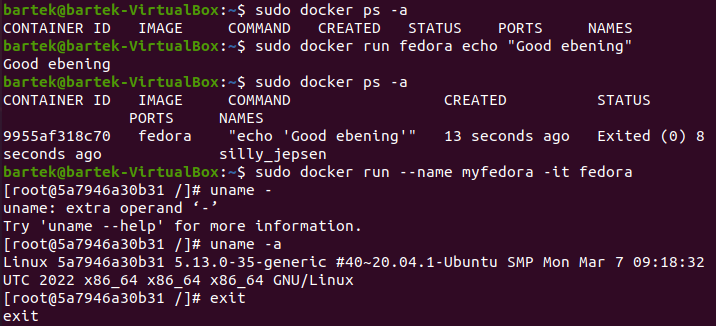 bartek@bartek-VirtualBox:~$ sudo docker ps -a
CONTAINER ID   IMAGE     COMMAND   CREATED   STATUS    PORTS     NAMES
bartek@bartek-VirtualBox:~$ sudo docker run fedora echo "Good ebening"
Good ebening
bartek@bartek-VirtualBox:~$ sudo docker ps -a
CONTAINER ID   IMAGE     COMMAND                  CREATED          STATUS
               PORTS     NAMES
9955af318c70   fedora    "echo 'Good ebening'"   13 seconds ago   Exited (0) 8
seconds ago              silly_jepsen
bartek@bartek-VirtualBox:~$ sudo docker run --name myfedora -it fedora
[root@5a7946a30b31 /]# uname -
uname: extra operand ‘-’
Try 'uname --help' for more information.
[root@5a7946a30b31 /]# uname -a
Linux 5a7946a30b31 5.13.0-35-generic #40~20.04.1-Ubuntu SMP Mon Mar 7 09:18:32
UTC 2022 x86_64 x86_64 x86_64 GNU/Linux
[root@5a7946a30b31 /]# exit
exit